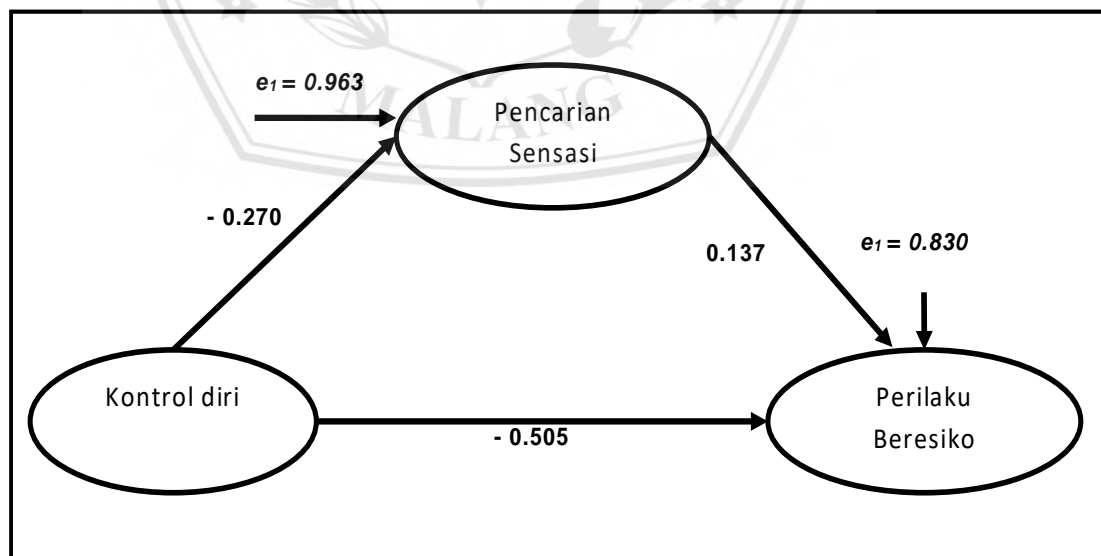 e₁ = 0.963
MALANG
Pencarian
Sensasi
- 0.270
0.137
e₁ = 0.830
Kontrol diri
- 0.505
Perilaku
Beresiko